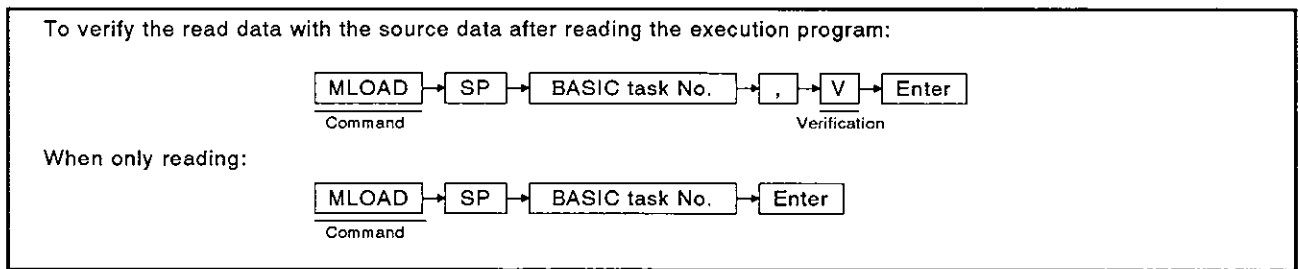 To verify the read data with the source data after reading the execution program:
MLOAD SP BASIC task No. , V Enter
Command Verification
When only reading:
MLOAD SP BASIC task No. Enter
Command